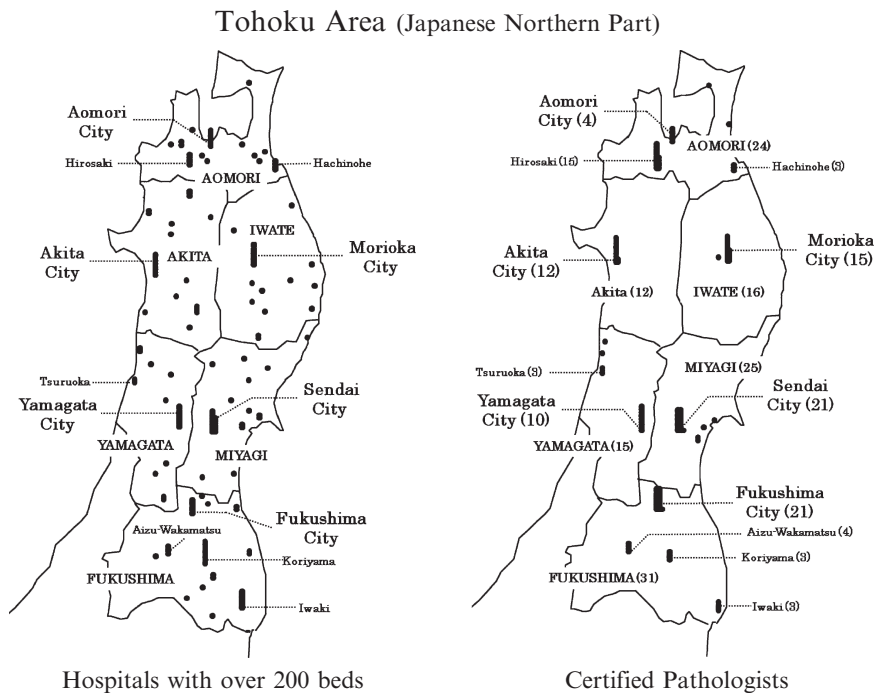 Tohoku Area (Japanese Northern Part)
Aomori
City
Hirosaki
Hachinohe
AOMORI
IWATE
Akita
City
AKITA
Morioka
City
Tsuruoka
Sendai
City
Yamagata
City
YAMAGATA
MIYAGI
Fukushima
City
Aizu-Wakamatsu
Koriyama
FUKUSHIMA
Iwaki
Hospitals with over 200 beds
Aomori
City (4)
AOMORI (24)
Hirosaki (15)
Hachinohe (3)
Akita
City (12)
Morioka
City (15)
Akita (12)
IWATE (16)
MIYAGI (25)
Tsuruoka (3)
Sendai
City (21)
Yamagata
City (10)
YAMAGATA (15)
Fukushima
City (21)
Aizu-Wakamatsu (4)
Koriyama (3)
FUKUSHIMA (31)
Iwaki (3)
Certified Pathologists